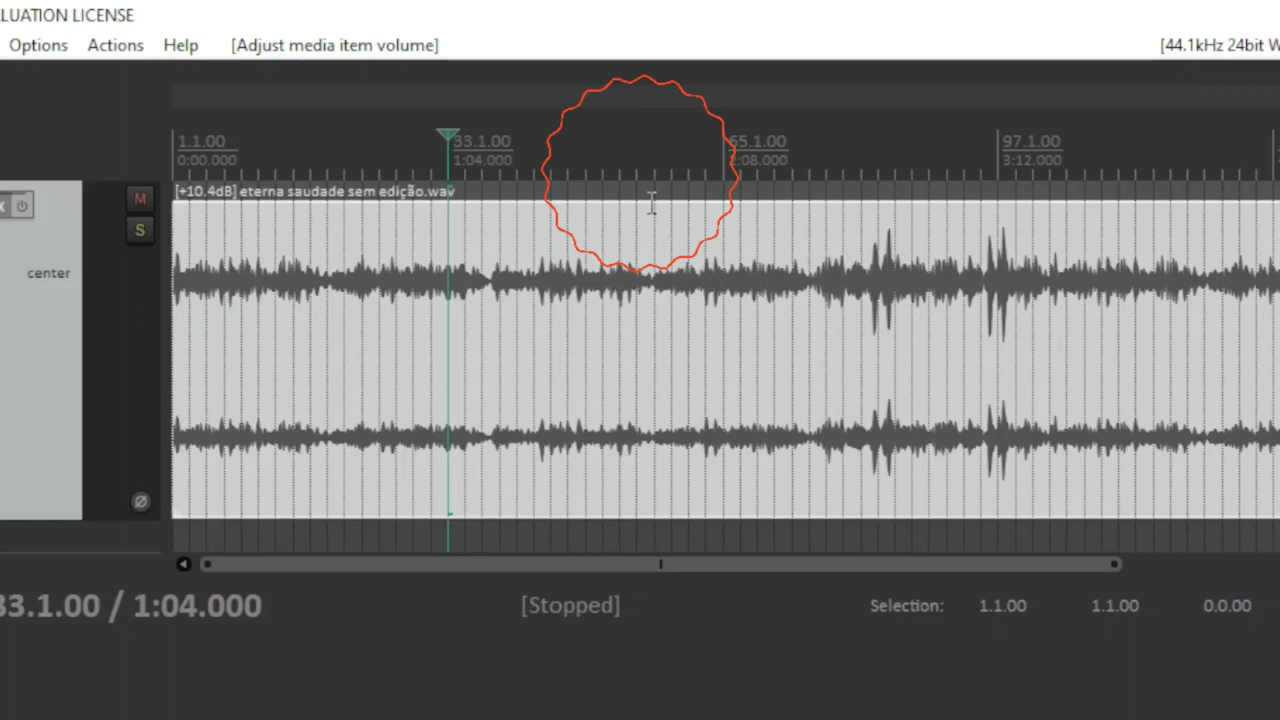 LUATION LICENSE
Options Actions Help [Adjust media item volume] [44.1kHz 24bit W
1.1.00 33.1.00 65.1.00 97.1.00
0:00.000 1:04.000 2:08.000 3:12.000
[+10.4dB] eterna saudade sem edição.wav
X
M
S
center
33.1.00 / 1:04.000 [Stopped] Selection: 1.1.00 1.1.00 0.0.00